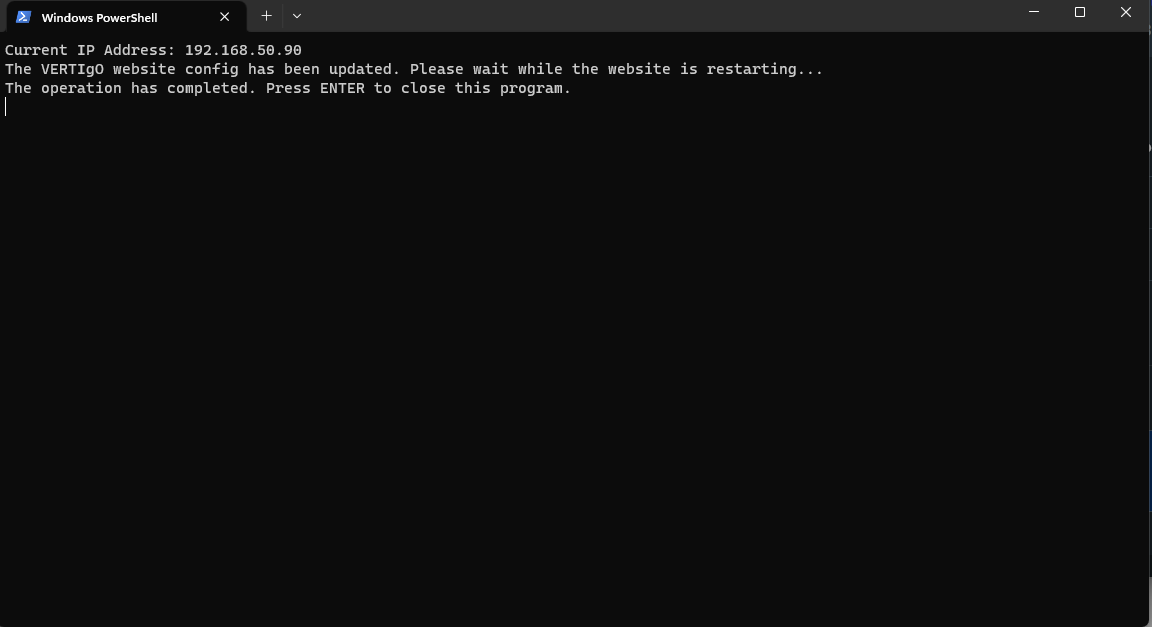 Windows PowerShell
Current IP Address: 192.168.50.90
The VERTIgO website config has been updated. Please wait while the website is restarting...
The operation has completed. Press ENTER to close this program.